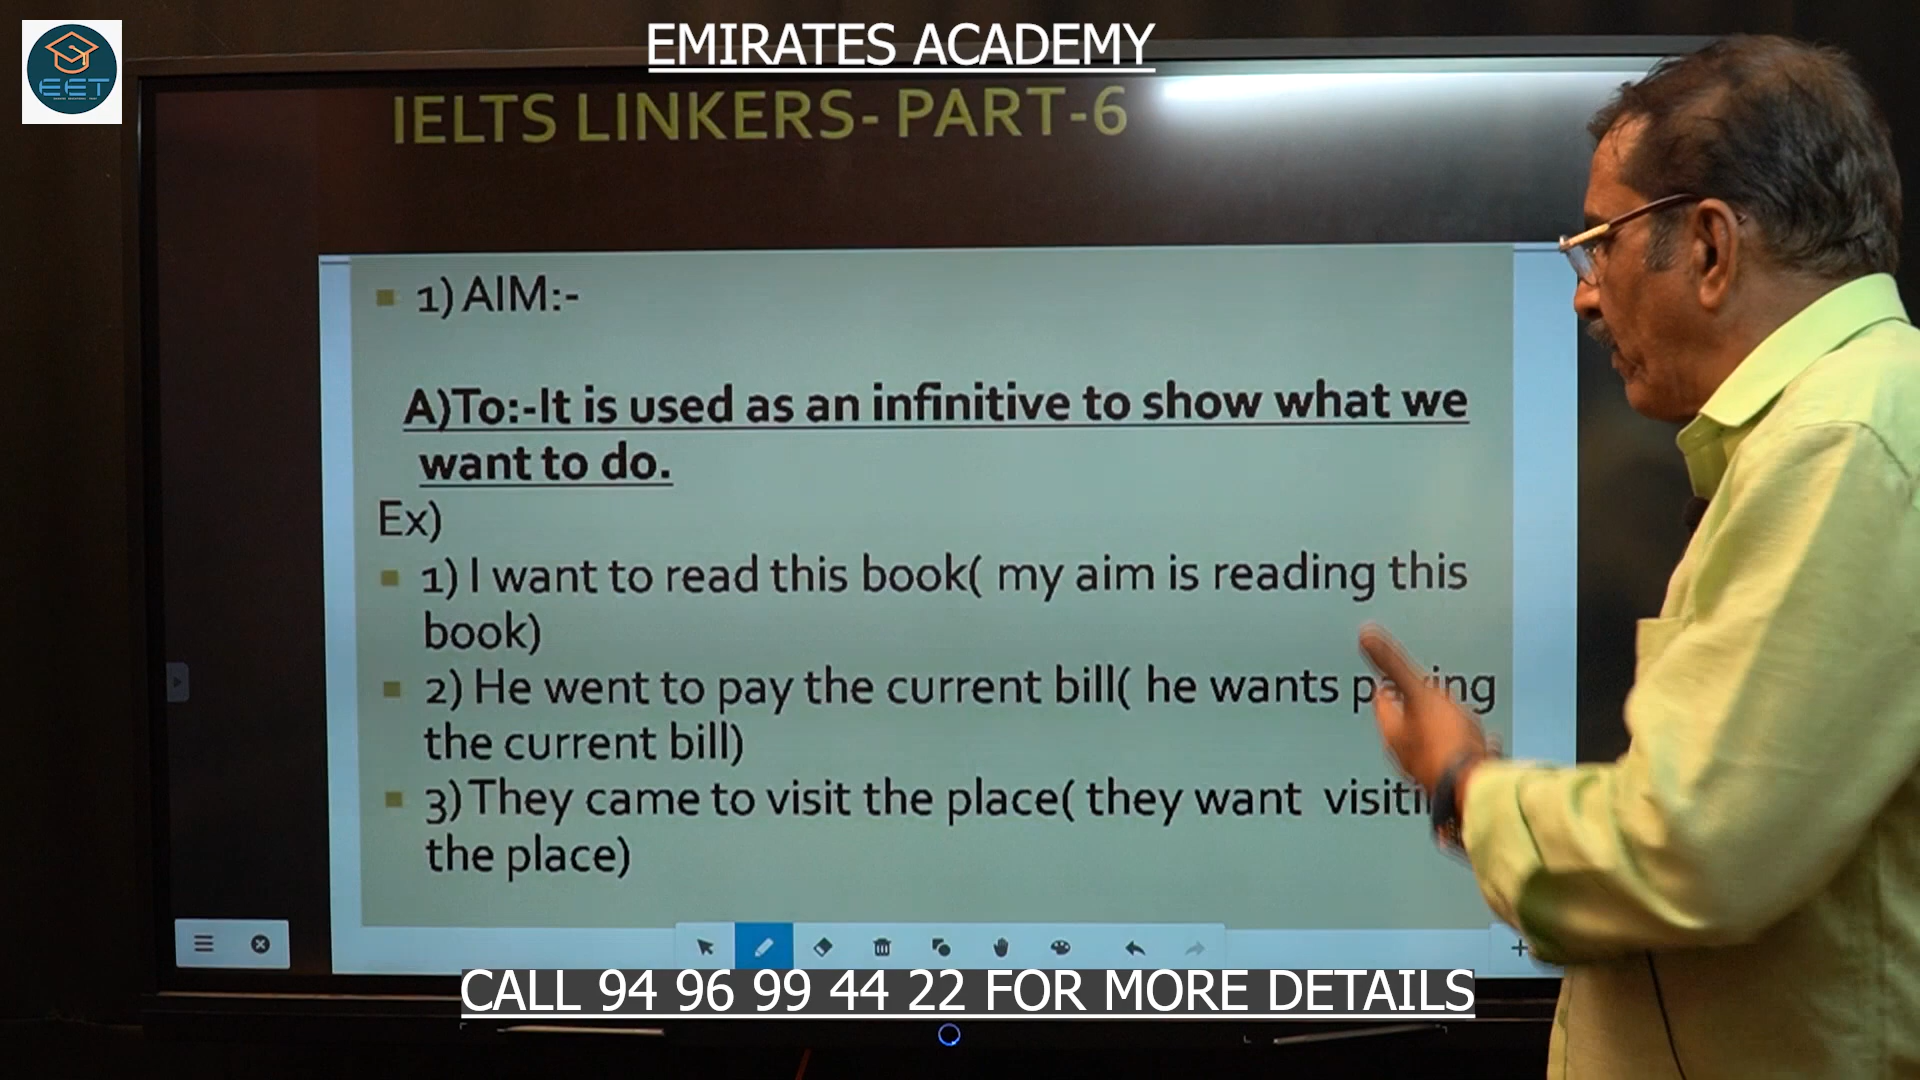 EMIRATES ACADEMY
EET
IELTS LINKERS- PART-6
1) AIM:-
A)To:-It is used as an infinitive to show what we
want to do.
Ex)
1) I want to read this book( my aim is reading this
book)
2) He went to pay the current bill( he wants
the current bill)
3) They came to visit the place( they want
the place)
CALL 94 96 99 44 22 FOR MORE DETAILS